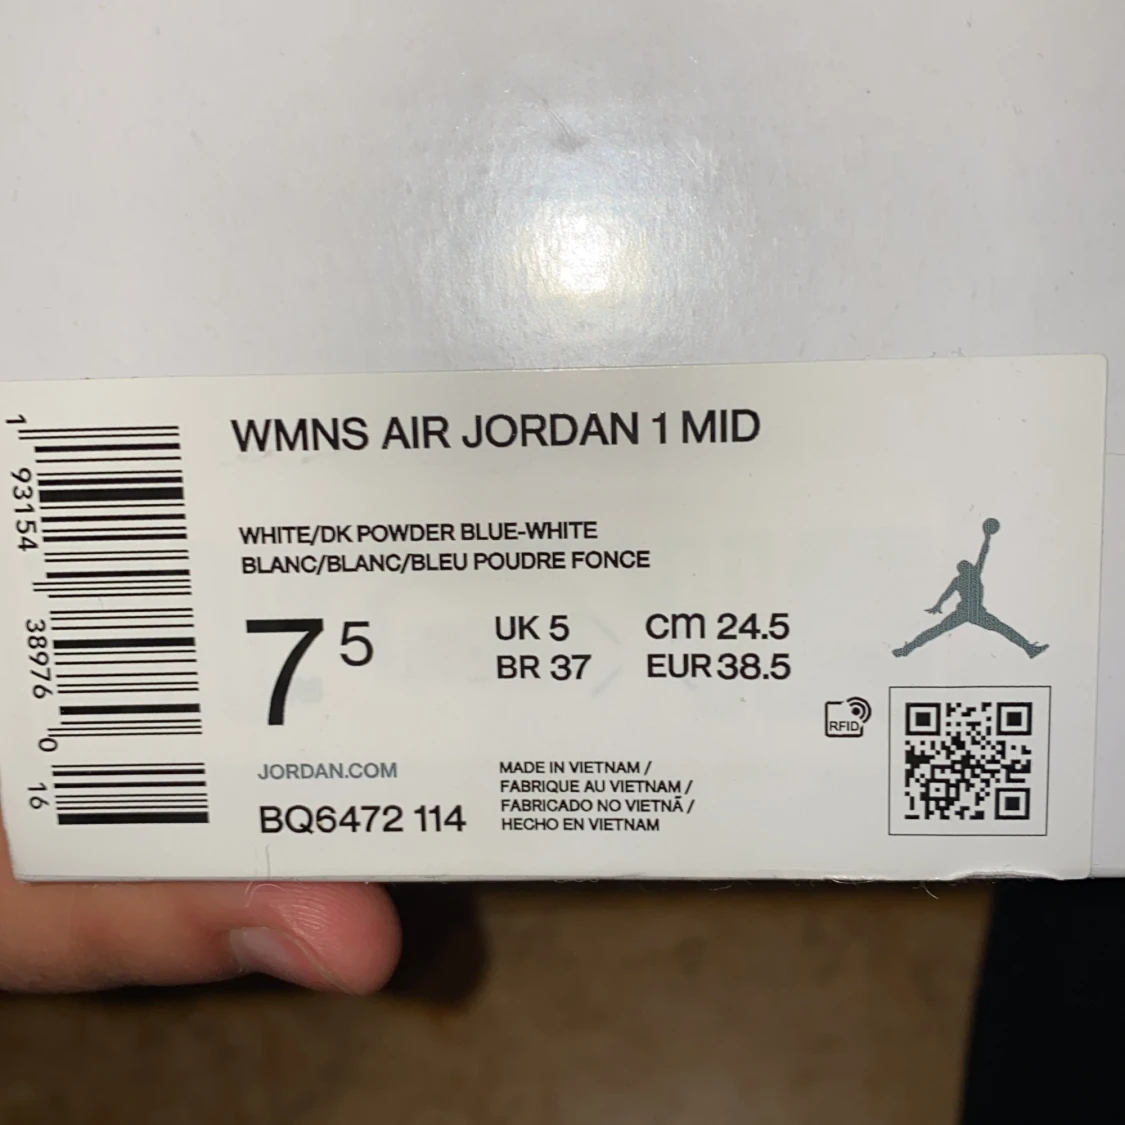 WMNS AIR JORDAN 1 MID
WHITE/DK POWDER BLUE-WHITE
BLANC/BLANC/BLEU POUDRE FONCE
7 5
UK 5 CM 24.5
BR 37 EUR 38.5
RFID
JORDAN.COM
BQ6472 114
MADE IN VIETNAM /
FABRIQUE AU VIETNAM /
FABRICADO NO VIETNÃ /
HECHO EN VIETNAM
1 93154 38976 0 16